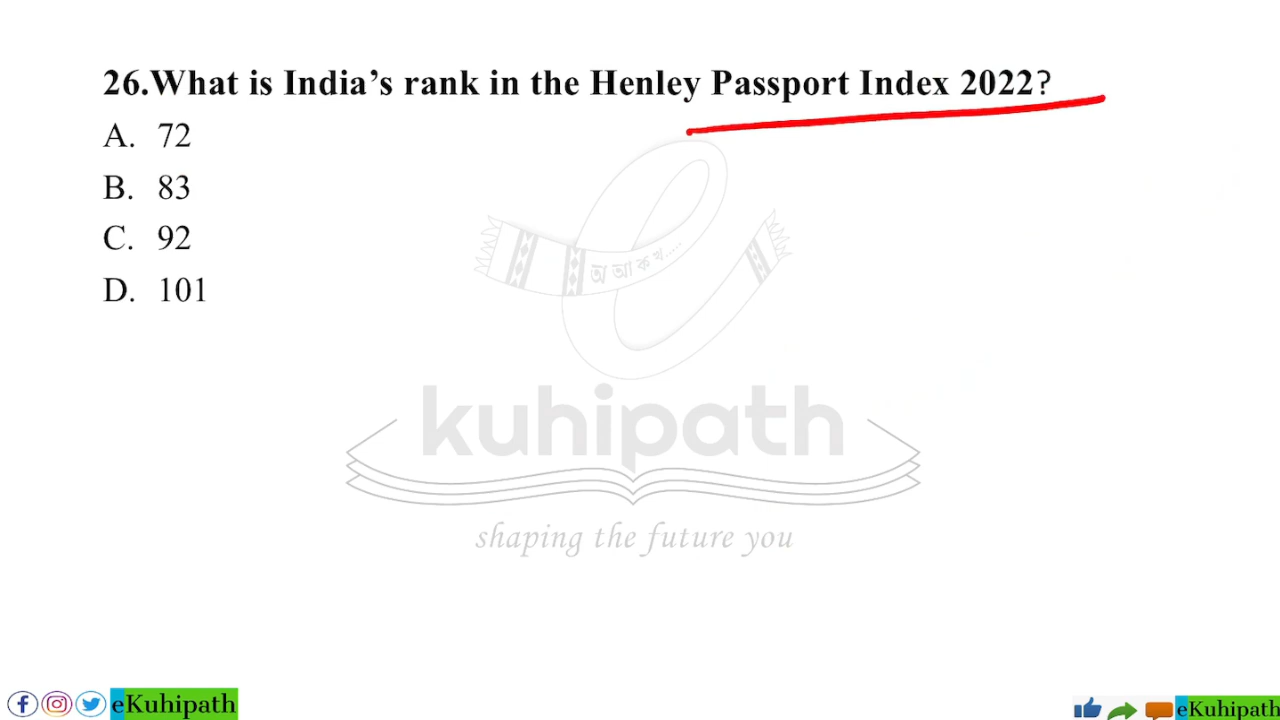 26.What is India’s rank in the Henley Passport Index 2022?
A. 72
B. 83
C. 92
D. 101
অ আ ক খ.....
kuhipath
shaping the future you
eKuhipath
eKuhipath